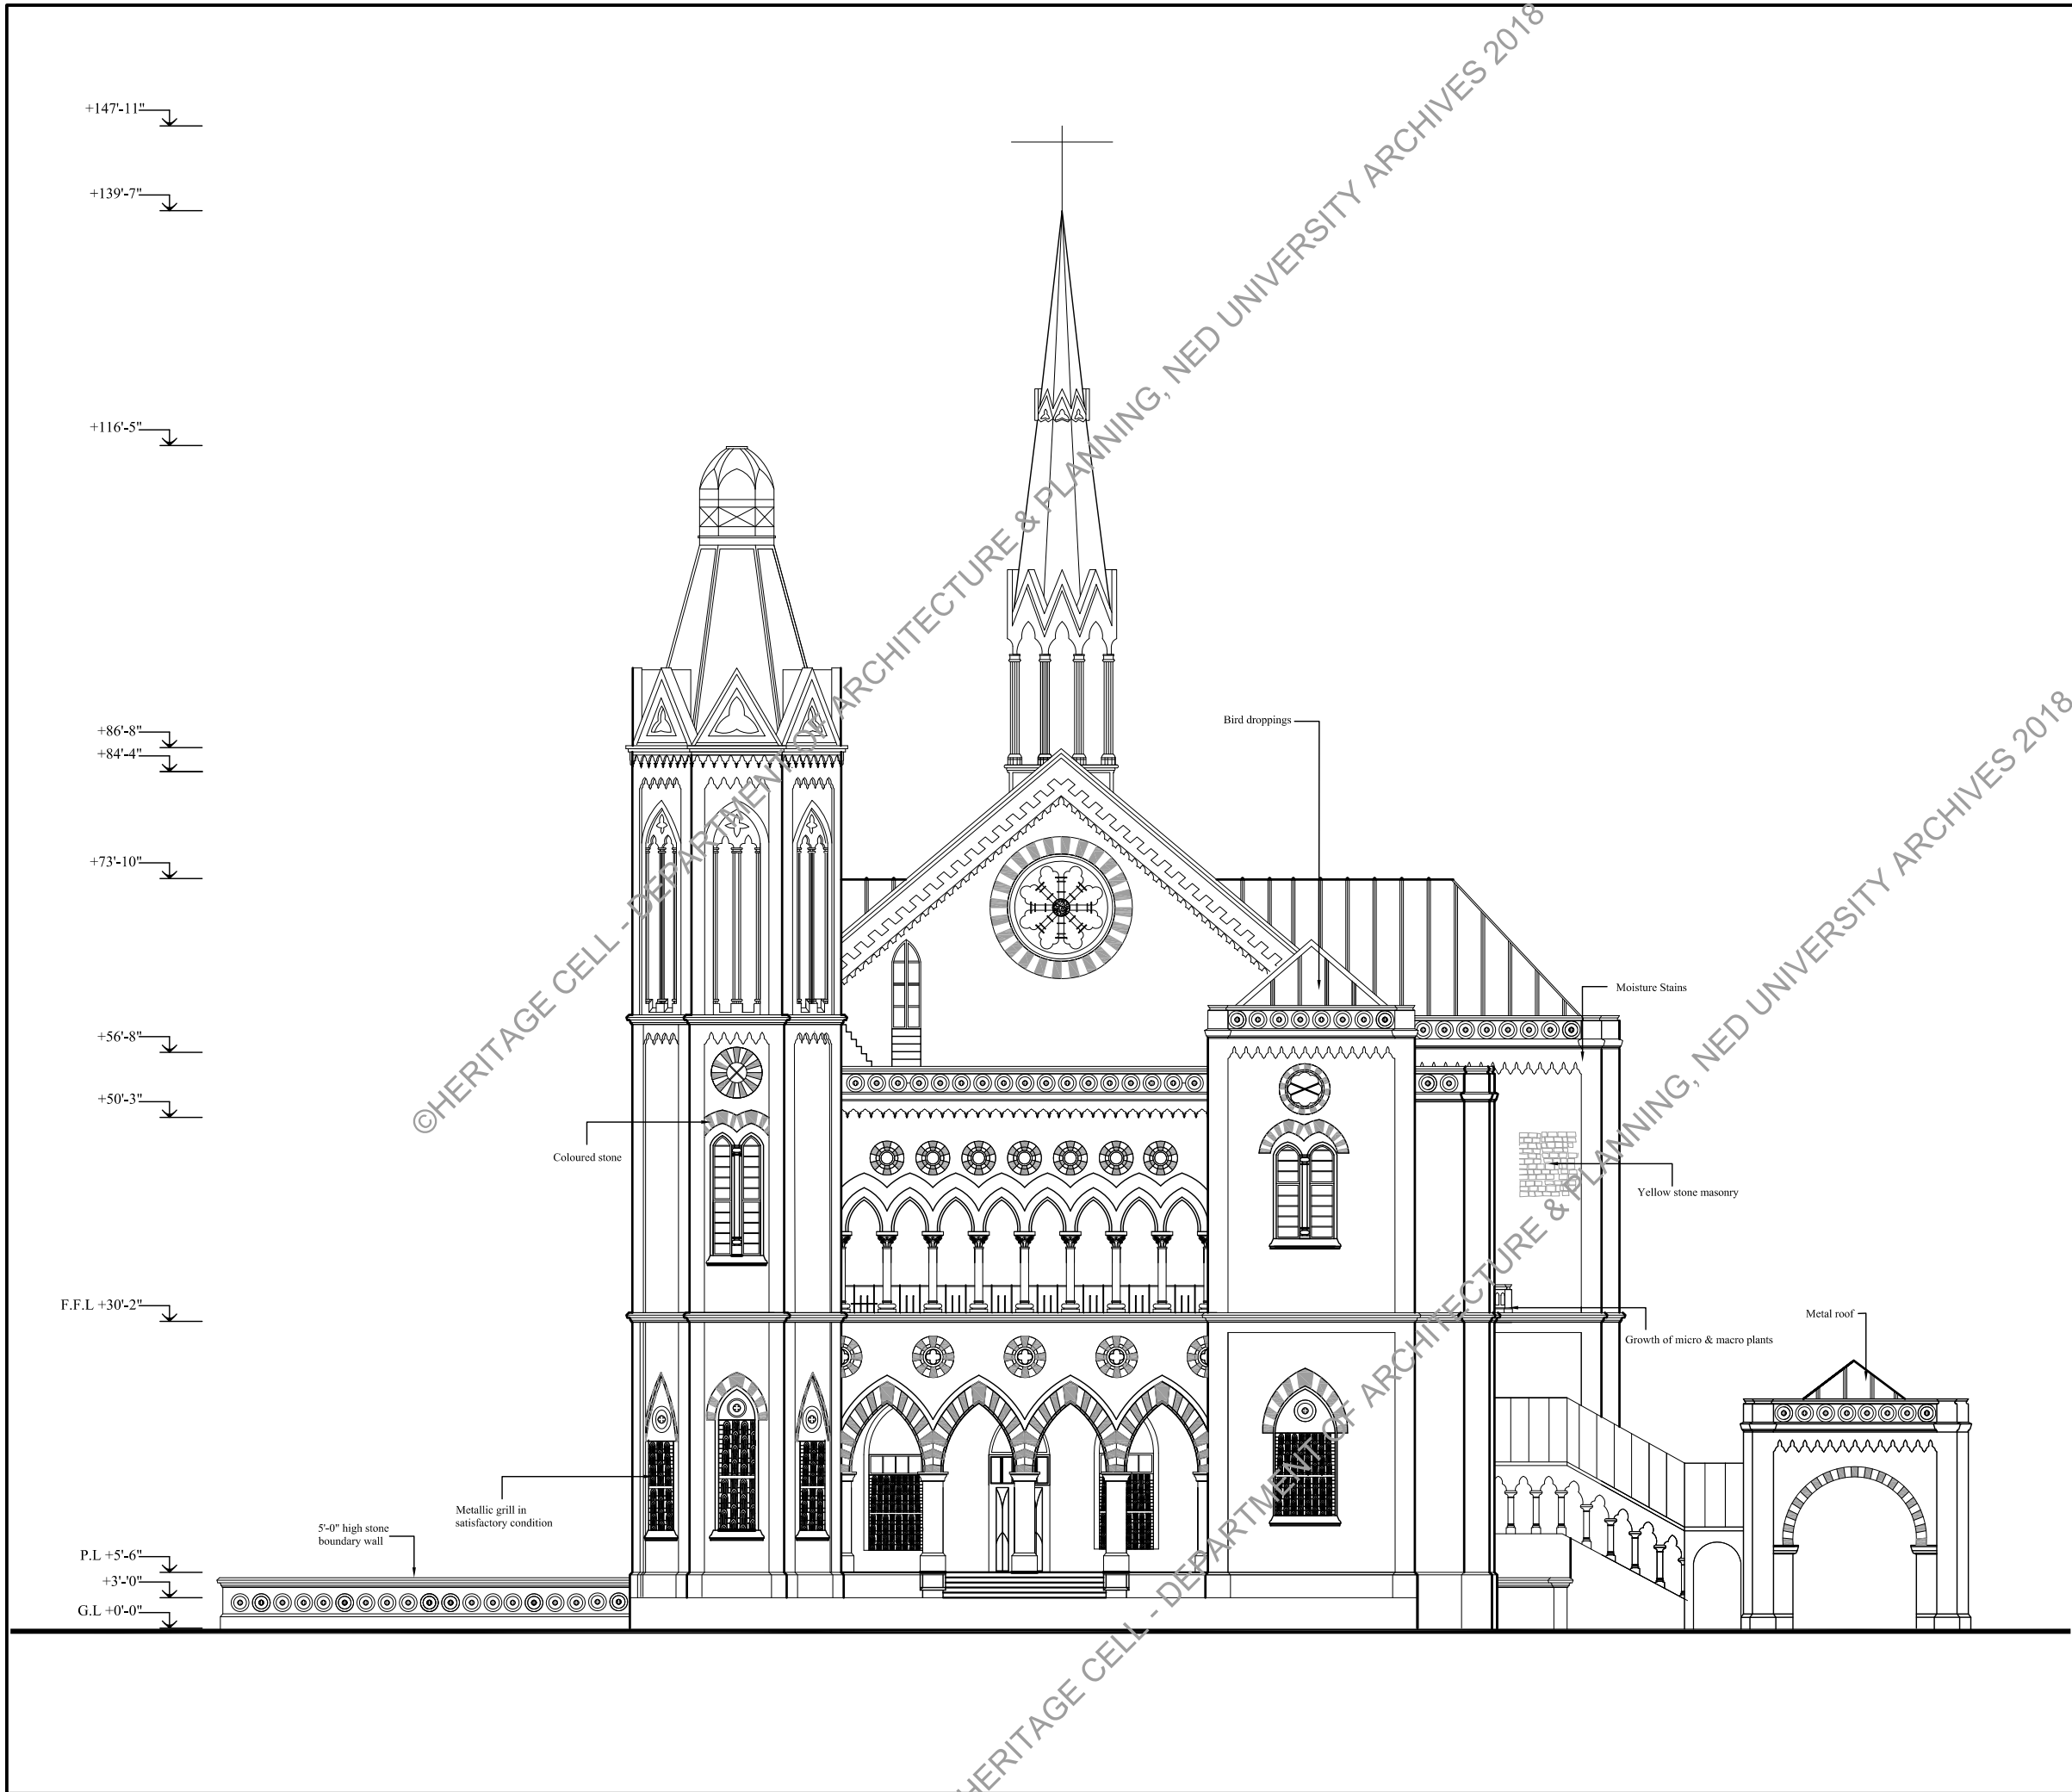 +147'-11"
+139'-7"
+116'-5"
+86'-8"
+84'-4"
+73'-10"
+56'-8"
+50'-3"
F.F.L +30'-2"
P.L +5'-6"
+3'-'0"
G.L +0'-0"
Bird droppings
Moisture Stains
Coloured stone
Yellow stone masonry
Growth of micro & macro plants
Metal roof
Metallic grill in
satisfactory condition
5'-0" high stone
boundary wall
©HERITAGE CELL - DEPARTMENT OF ARCHITECTURE & PLANNING, NED UNIVERSITY ARCHIVES 2018
HERITAGE CELL - DEPARTMENT OF ARCHITECTURE & PLANNING, NED UNIVERSITY ARCHIVES 2018